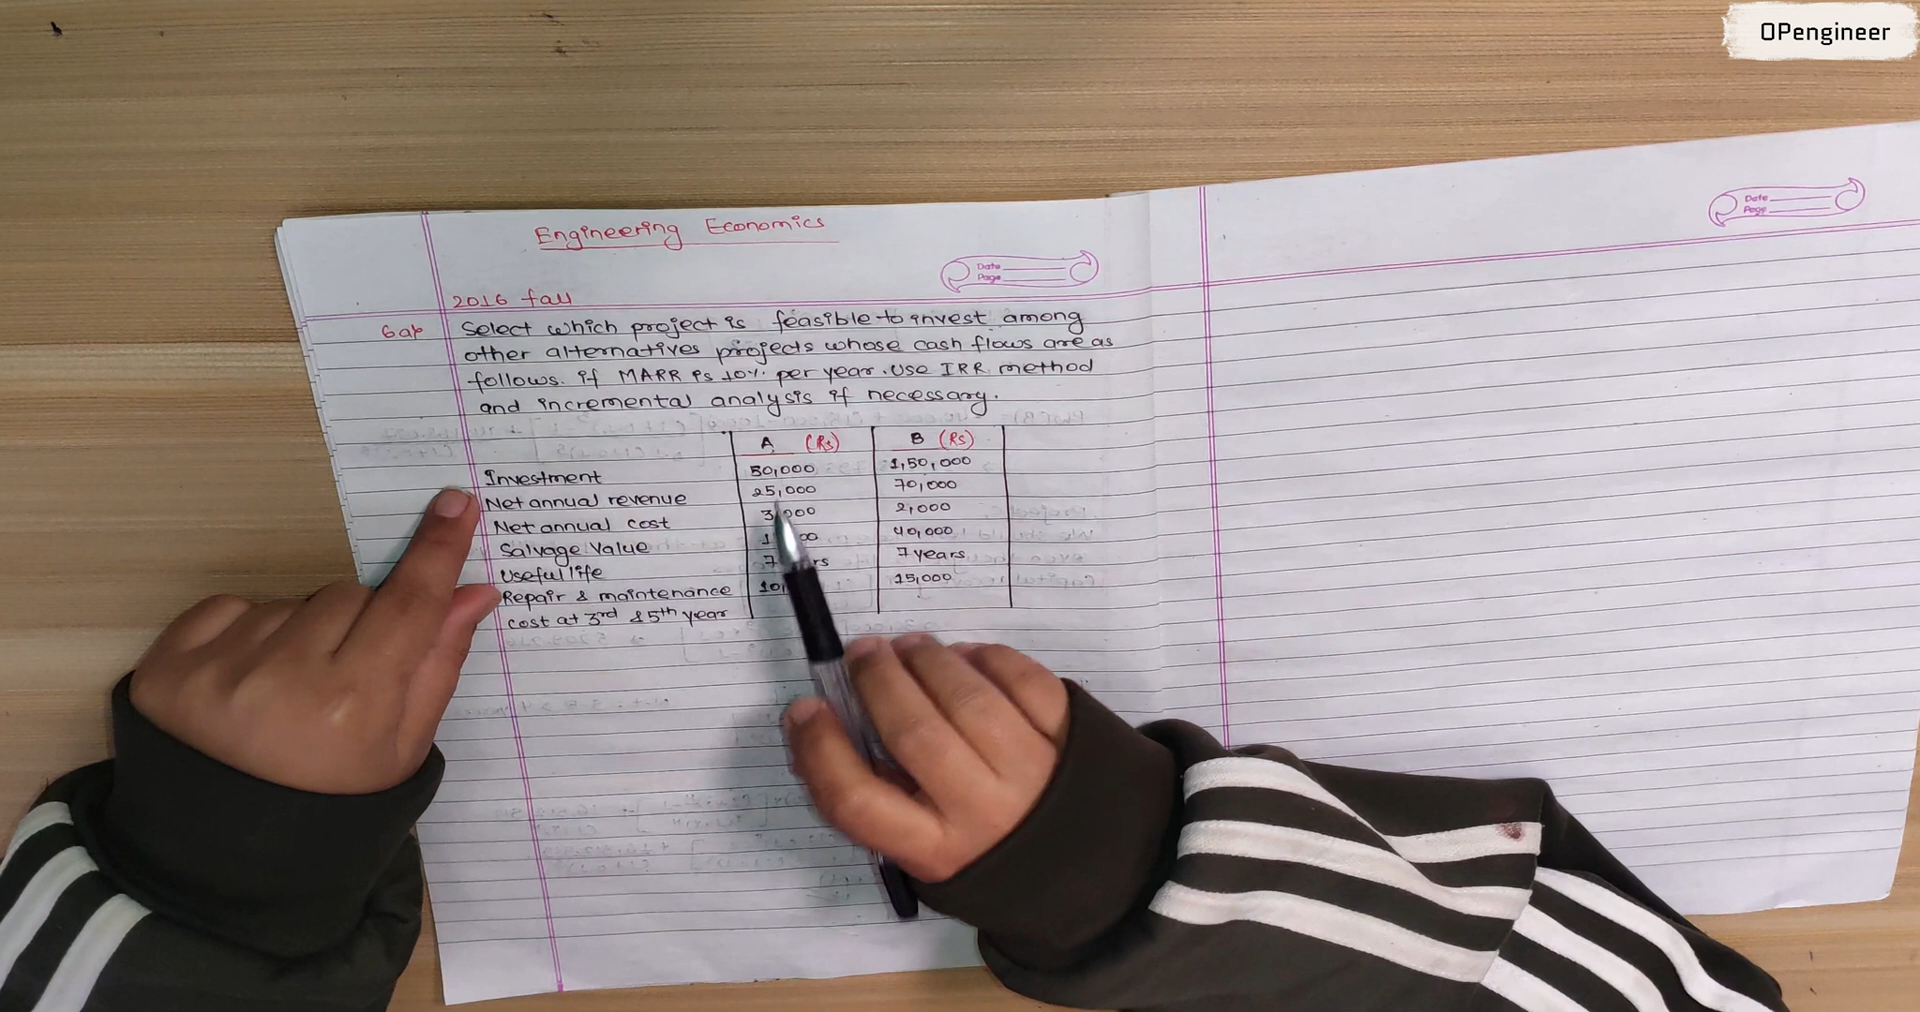 OPengineer
Engineering Economics
Date
Page
Date
Page
2016 fall
Select which project is feasible to invest among
other alternatives projects whose cash flows are as
follows. if MARR is 10%. per year. Use IRR method
and incremental analysis if necessary.
A (Rs) B (Rs)
Investment 50,000 1,50,000
Net annual revenue 25,000 70,000
Net annual cost 2,000
Salvage Value 40,000
Useful life 7 years
Repair & maintenance 15,000
cost at 3rd & 5th year